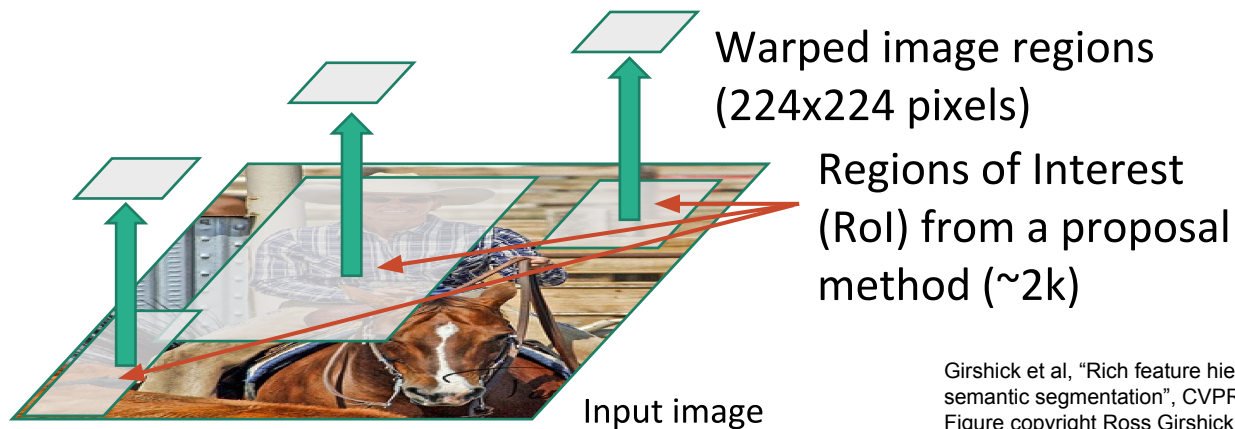 Warped image regions
(224x224 pixels)
Regions of Interest
(RoI) from a proposal
method (~2k)
Input image
Girshick et al, “Rich feature hie
semantic segmentation”, CVPR
Figure copyright Ross Girshick